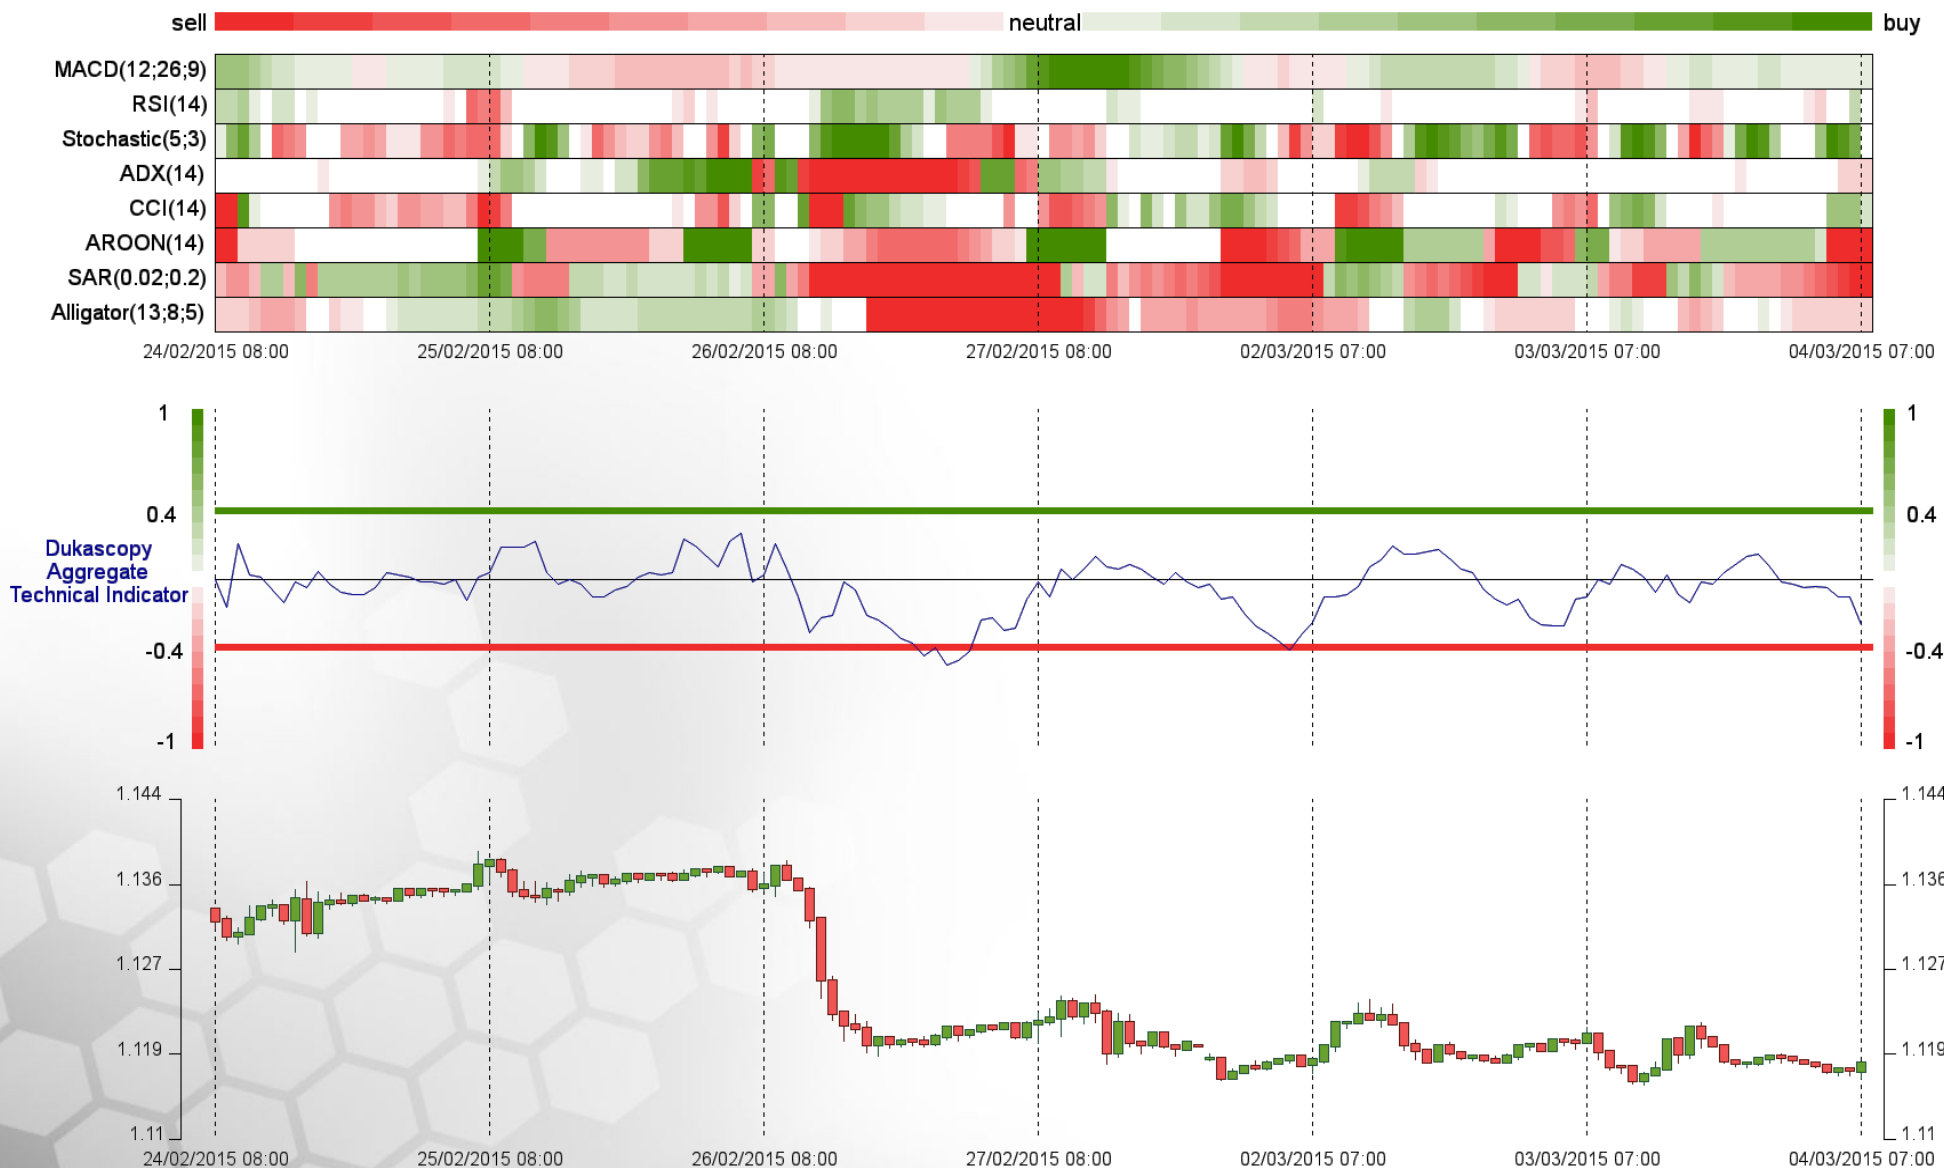 sell neutral buy
MACD(12;26;9)
RSI(14)
Stochastic(5;3)
ADX(14)
CCI(14)
AROON(14)
SAR(0.02;0.2)
Alligator(13;8;5)
24/02/2015 08:00 25/02/2015 08:00 26/02/2015 08:00 27/02/2015 08:00 02/03/2015 07:00 03/03/2015 07:00 04/03/2015 07:00
1 1
0.4 0.4
Dukascopy
Aggregate
Technical Indicator
-0.4 -0.4
-1 -1
1.144 1.144
1.136 1.136
1.127 1.127
1.119 1.119
1.11 1.11
24/02/2015 08:00 25/02/2015 08:00 26/02/2015 08:00 27/02/2015 08:00 02/03/2015 07:00 03/03/2015 07:00 04/03/2015 07:00